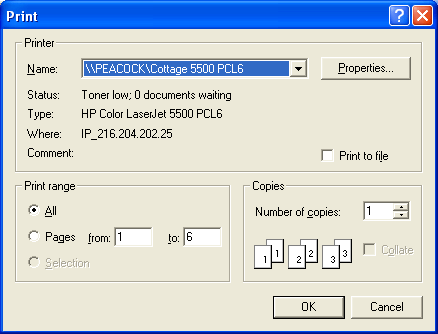 Print
Printer
Name: \\PEACOCK\Cottage 5500 PCL6 Properties...
Status: Toner low; 0 documents waiting
Type: HP Color LaserJet 5500 PCL6
Where: IP_216.204.202.25
Comment: Print to file
Print range Copies
All Number of copies: 1
Pages from: 1 to: 6
1 1 2 2 3 3 Collate
Selection
OK Cancel